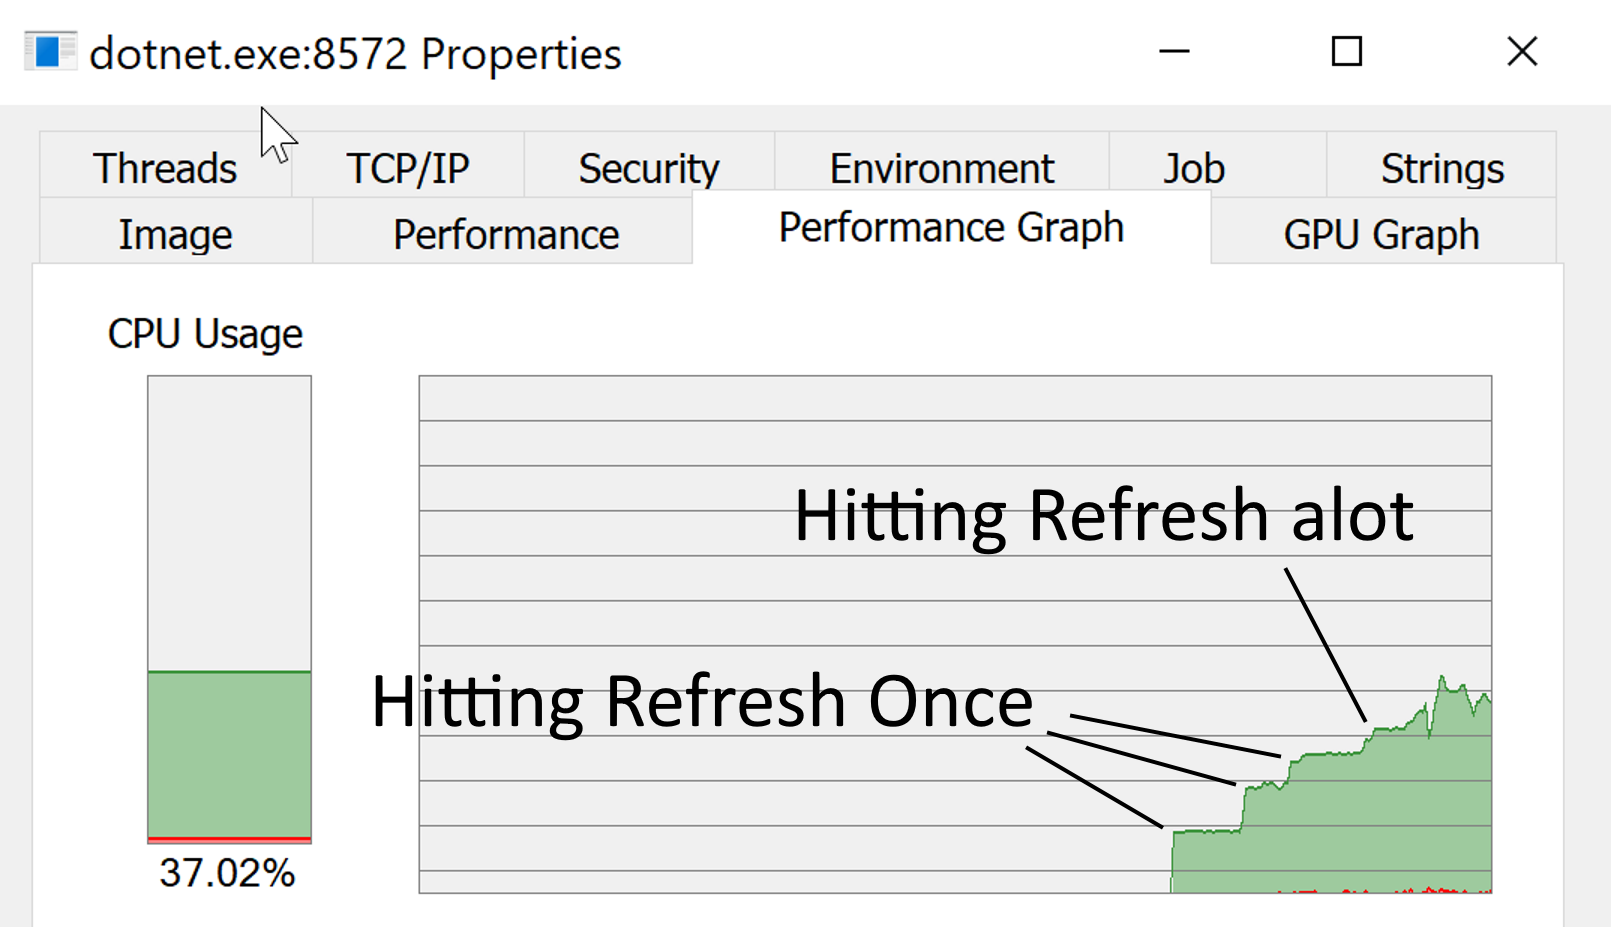 dotnet.exe:8572 Properties
Threads TCP/IP Security Environment Job Strings
Image Performance Performance Graph GPU Graph
CPU Usage
Hitting Refresh alot
Hitting Refresh Once
37.02%